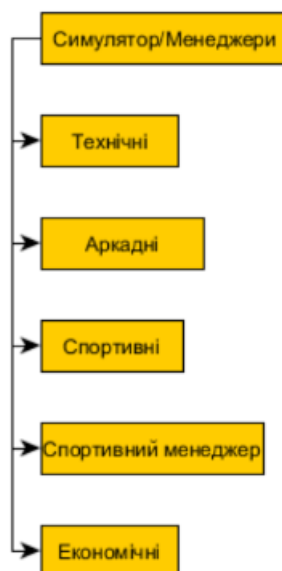 Симулятор/Менеджери
Технічні
Аркадні
Спортивні
Спортивний менеджер
Економічні